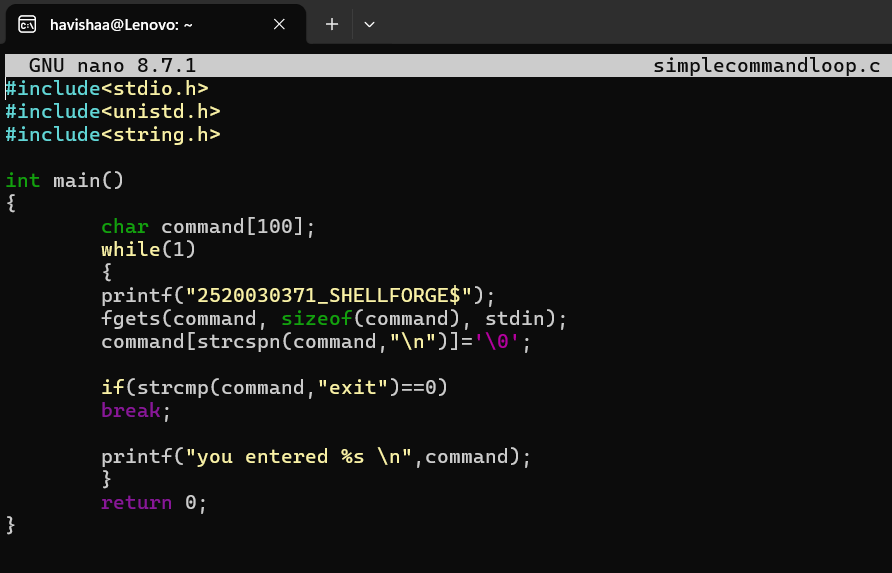 havishaa@Lenovo: ~
GNU nano 8.7.1 simplecommandloop.c
#include<stdio.h>
#include<unistd.h>
#include<string.h>
int main()
{
char command[100];
while(1)
{
printf("2520030371_SHELLFORGE$");
fgets(command, sizeof(command), stdin);
command[strcspn(command,"\n")]='\0';
if(strcmp(command,"exit")==0)
break;
printf("you entered %s \n",command);
}
return 0;
}